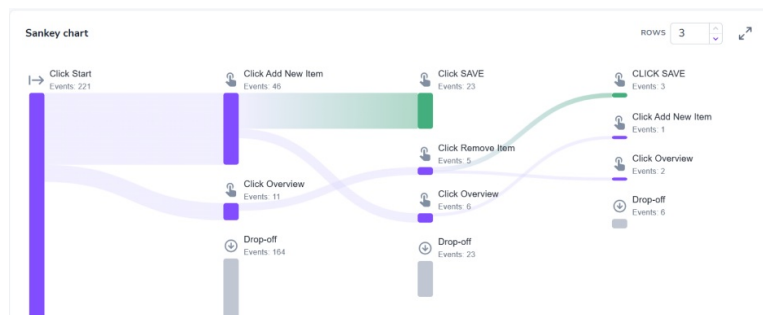 Sankey chart
ROWS 3
Click Start
Events: 221
Click Add New Item
Events: 46
Click SAVE
Events: 23
CLICK SAVE
Events: 3
Click Add New Item
Events: 1
Click Remove Item
Events: 5
Click Overview
Events: 2
Click Overview
Events: 11
Click Overview
Events: 6
Drop-off
Events: 6
Drop-off
Events: 164
Drop-off
Events: 23